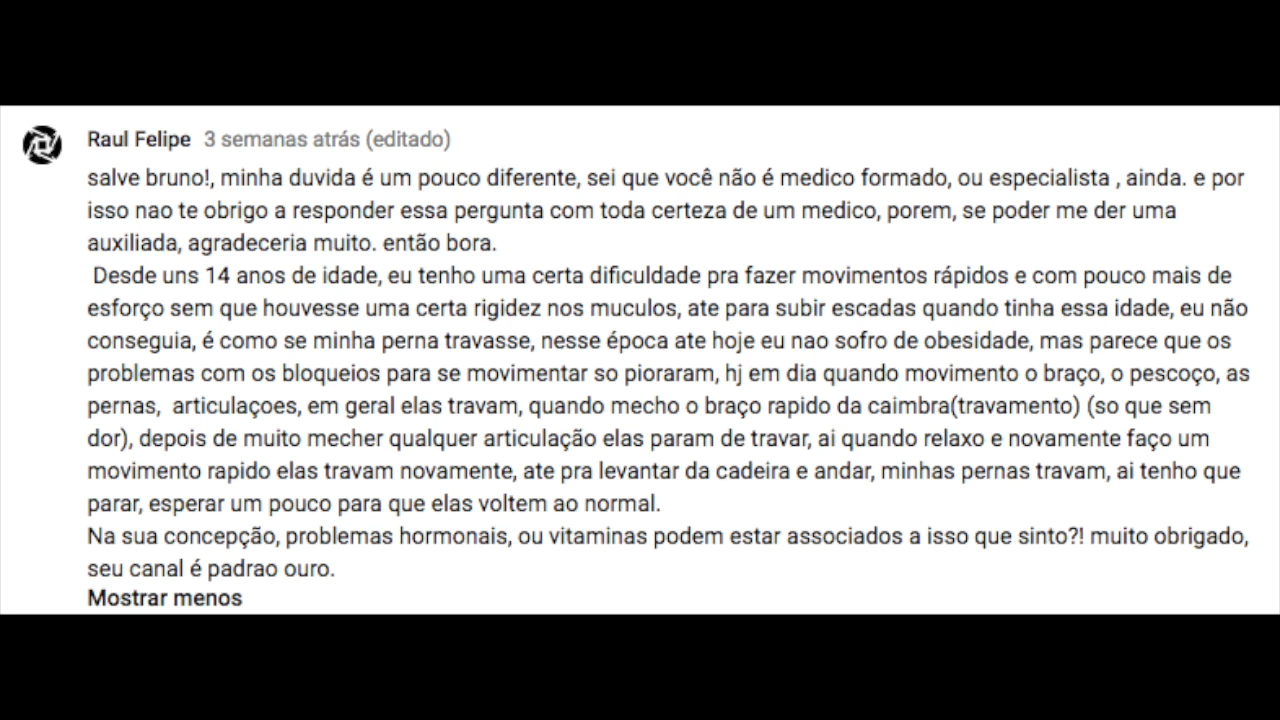 Raul Felipe 3 semanas atrás (editado)
salve bruno!, minha duvida é um pouco diferente, sei que você não é medico formado, ou especialista , ainda. e por
isso nao te obrigo a responder essa pergunta com toda certeza de um medico, porem, se poder me der uma
auxiliada, agradeceria muito. então bora.
Desde uns 14 anos de idade, eu tenho uma certa dificuldade pra fazer movimentos rápidos e com pouco mais de
esforço sem que houvesse uma certa rigidez nos muculos, ate para subir escadas quando tinha essa idade, eu não
conseguia, é como se minha perna travasse, nesse época ate hoje eu nao sofro de obesidade, mas parece que os
problemas com os bloqueios para se movimentar so pioraram, hj em dia quando movimento o braço, o pescoço, as
pernas, articulaçoes, em geral elas travam, quando mecho o braço rapido da caimbra(travamento) (so que sem
dor), depois de muito mecher qualquer articulação elas param de travar, ai quando relaxo e novamente faço um
movimento rapido elas travam novamente, ate pra levantar da cadeira e andar, minhas pernas travam, ai tenho que
parar, esperar um pouco para que elas voltem ao normal.
Na sua concepção, problemas hormonais, ou vitaminas podem estar associados a isso que sinto?! muito obrigado,
seu canal é padrao ouro.
Mostrar menos